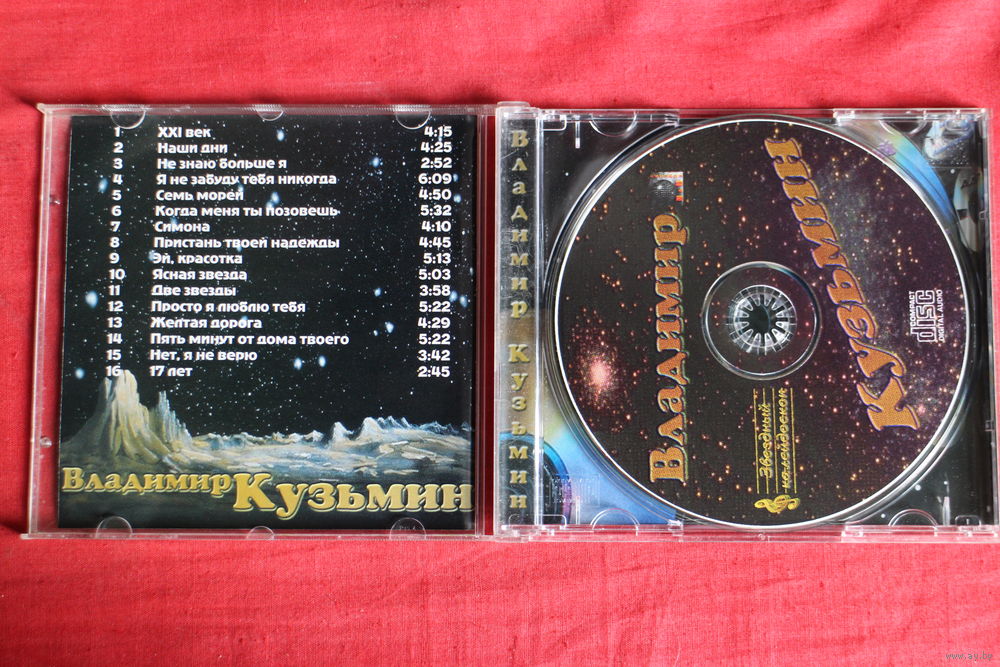 1 XXI век 4:15
2 Наши дни 4:25
3 Не знаю больше я 2:52
4 Я не забуду тебя никогда 6:09
5 Семь морей 4:50
6 Когда меня ты позовешь 5:32
7 Симона 4:10
8 Пристань твоей надежды 4:45
9 Эй, красотка 5:13
10 Ясная звезда 5:03
11 Две звезды 3:58
12 Просто я люблю тебя 5:22
13 Желтая дорога 4:29
14 Пять минут от дома твоего 5:22
15 Нет, я не верю 3:42
16 17 лет 2:45
Владимир Кузьмин
Владимир Кузьмин
Владимир
Кузьмин
Звездный
калейдоскоп
COMPACT
disc
DIGITAL AUDIO
www.ay.by